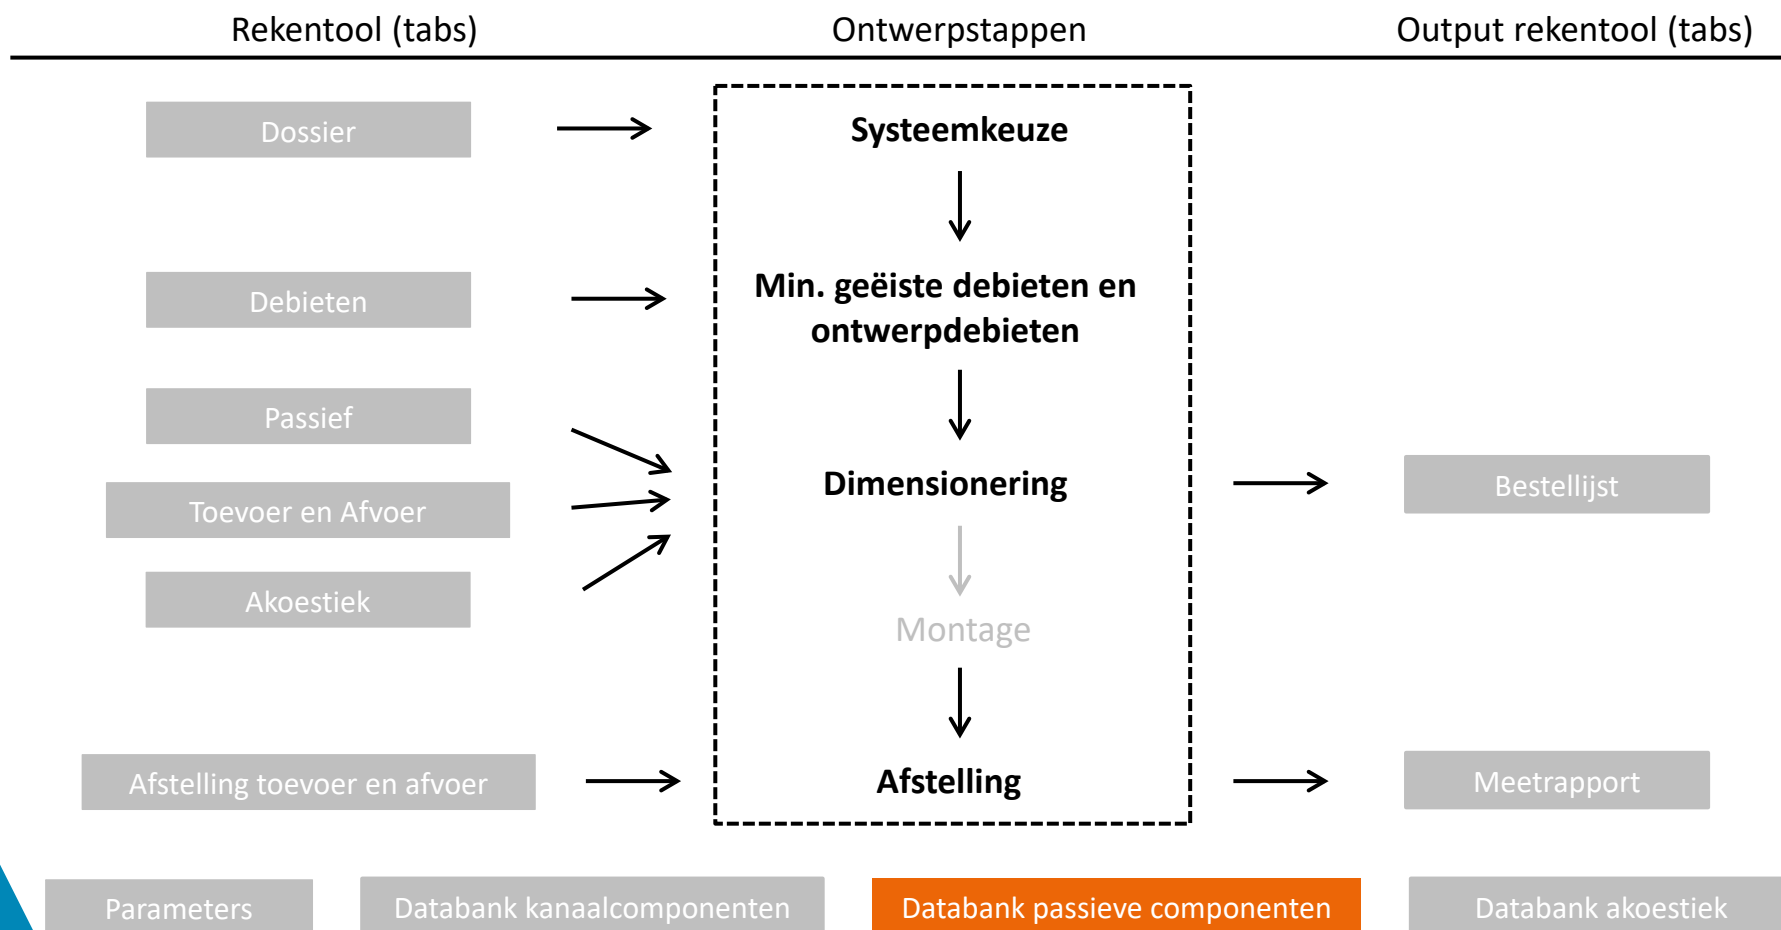 Rekentool (tabs)
Ontwerpstappen
Output rekentool (tabs)
Dossier
Systeemkeuze
Debieten
Min. geëiste debieten en
ontwerpdebieten
Passief
Toevoer en Afvoer
Akoestiek
Dimensionering
Bestellijst
Montage
Afstelling toevoer en afvoer
Afstelling
Meetrapport
Parameters
Databank kanaalcomponenten
Databank passieve componenten
Databank akoestiek